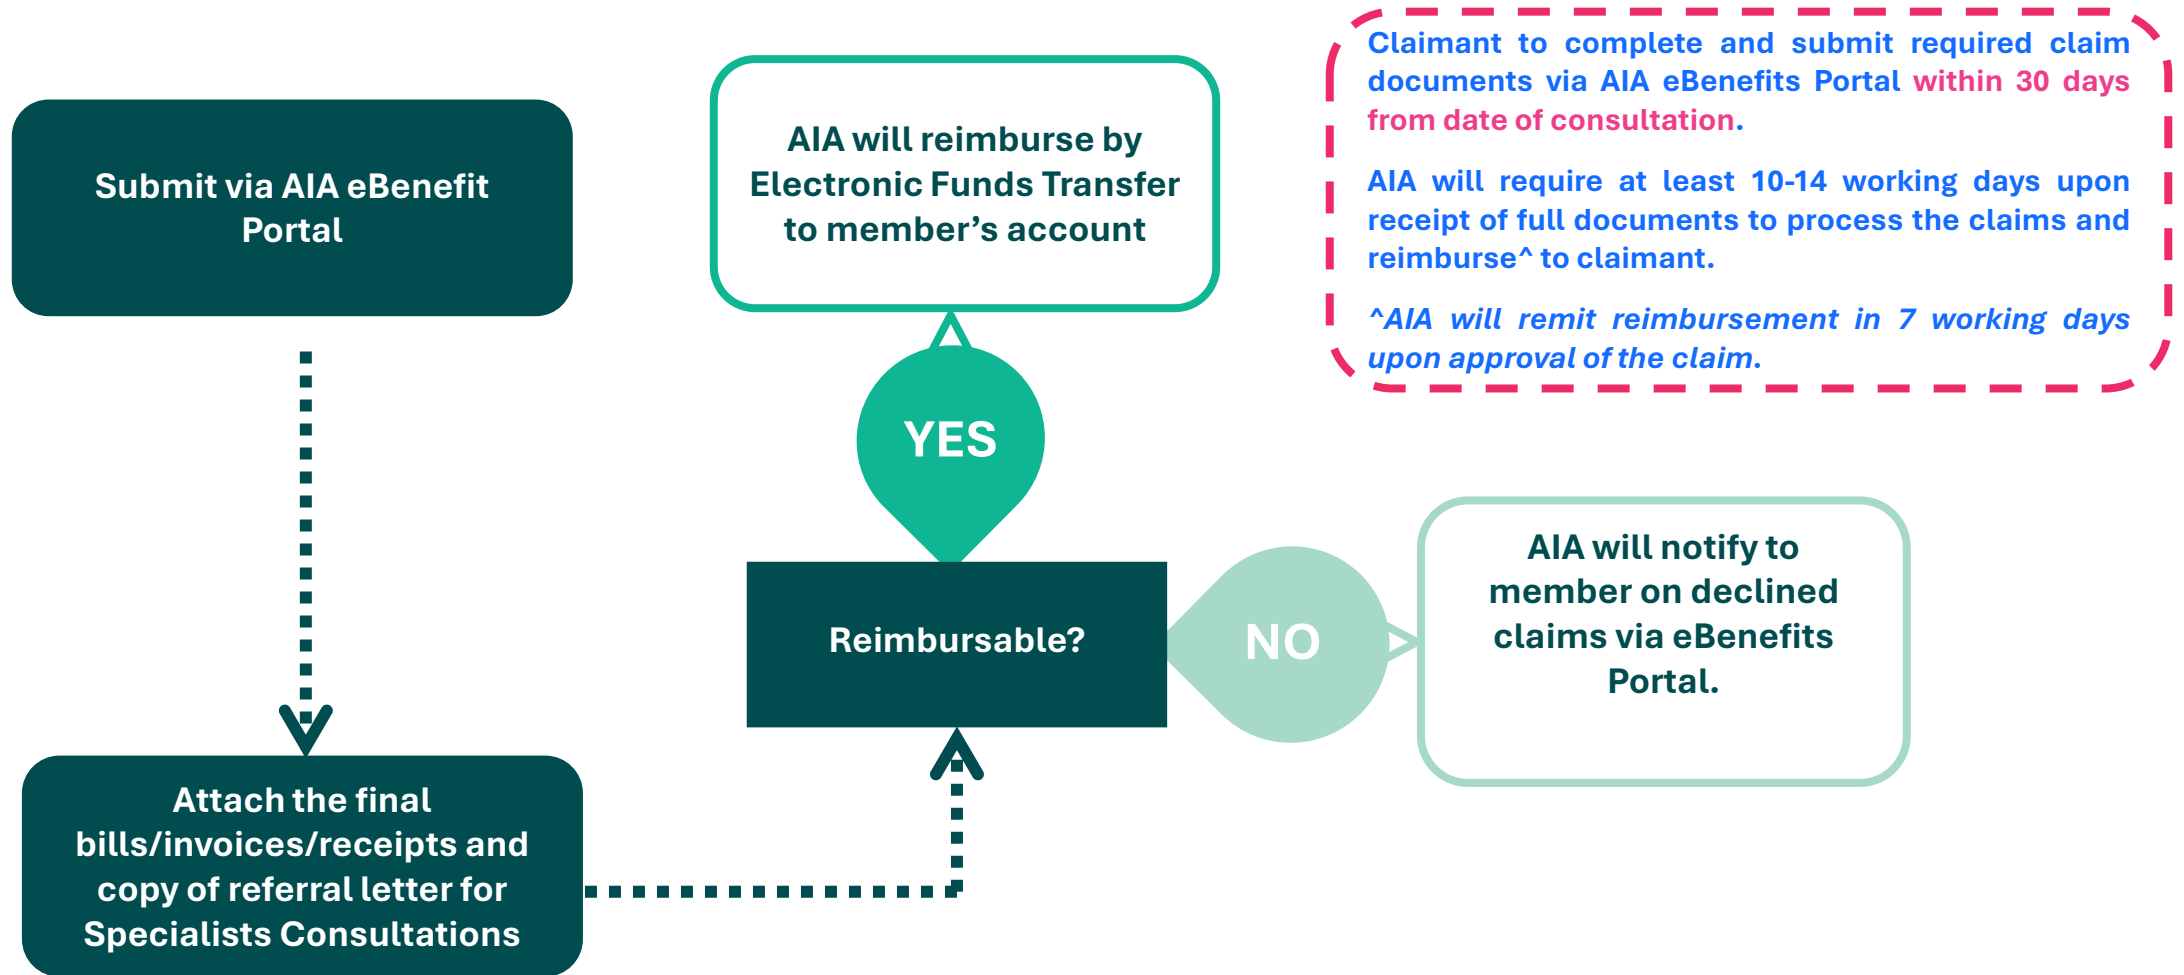 Submit via AIA eBenefit
Portal
Attach the final
bills/invoices/receipts and
copy of referral letter for
Specialists Consultations
AIA will reimburse by
Electronic Funds Transfer
to member's account
YES
Reimbursable?
NO
AIA will notify to
member on declined
claims via eBenefits
Portal.
Claimant to complete and submit required claim
documents via AIA eBenefits Portal within 30 days
from date of consultation.
AIA will require at least 10-14 working days upon
receipt of full documents to process the claims and
reimburse^ to claimant.
^AIA will remit reimbursement in 7 working days
upon approval of the claim.